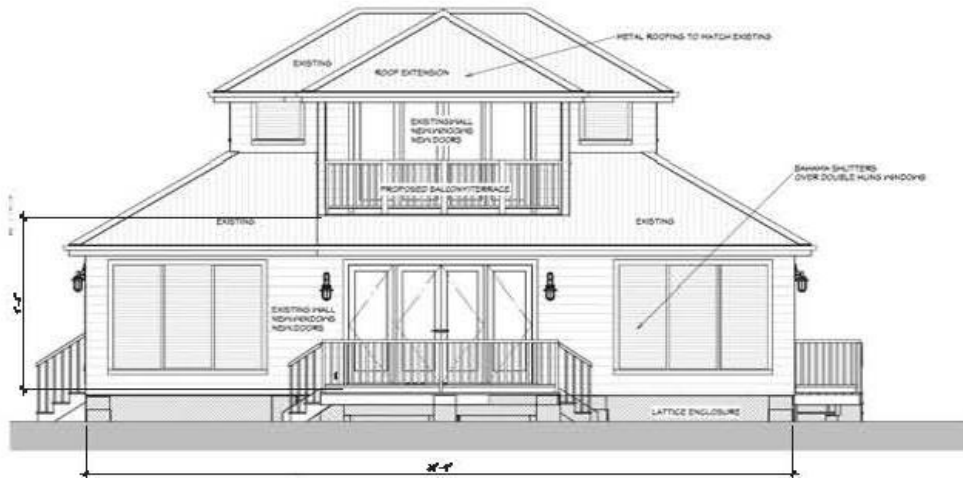 METAL ROOFING TO MATCH EXISTING
EXISTING
ROOF EXTENSION
EXISTING WALL
NEW WINDOWS
NEW DOORS
BAHAMA SHUTTERS
OVER DOUBLE HUNG WINDOWS
PROPOSED BALCONY/TERRACE
EXISTING
EXISTING
EXISTING WALL
NEW WINDOWS
NEW DOORS
LATTICE ENCLOSURE